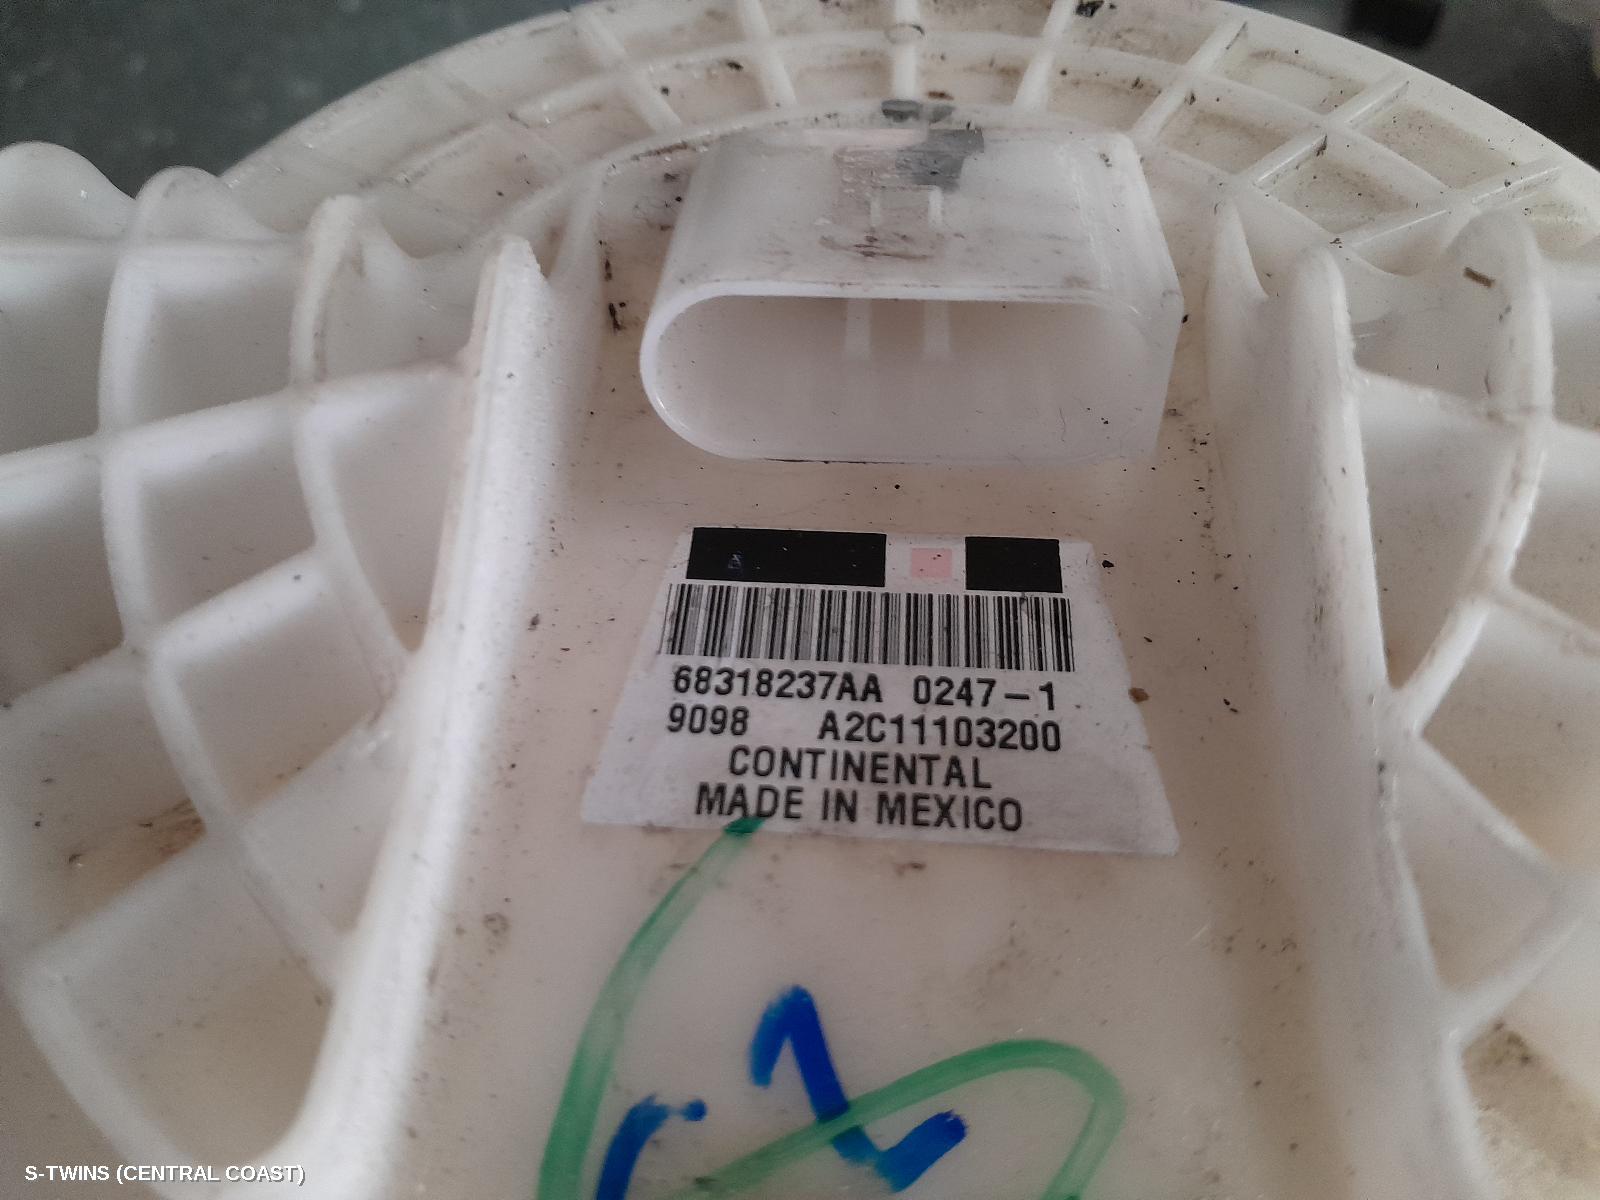 68318237AA 0247-1
9098 A2C11103200
CONTINENTAL
MADE IN MEXICO
S-TWINS (CENTRAL COAST)